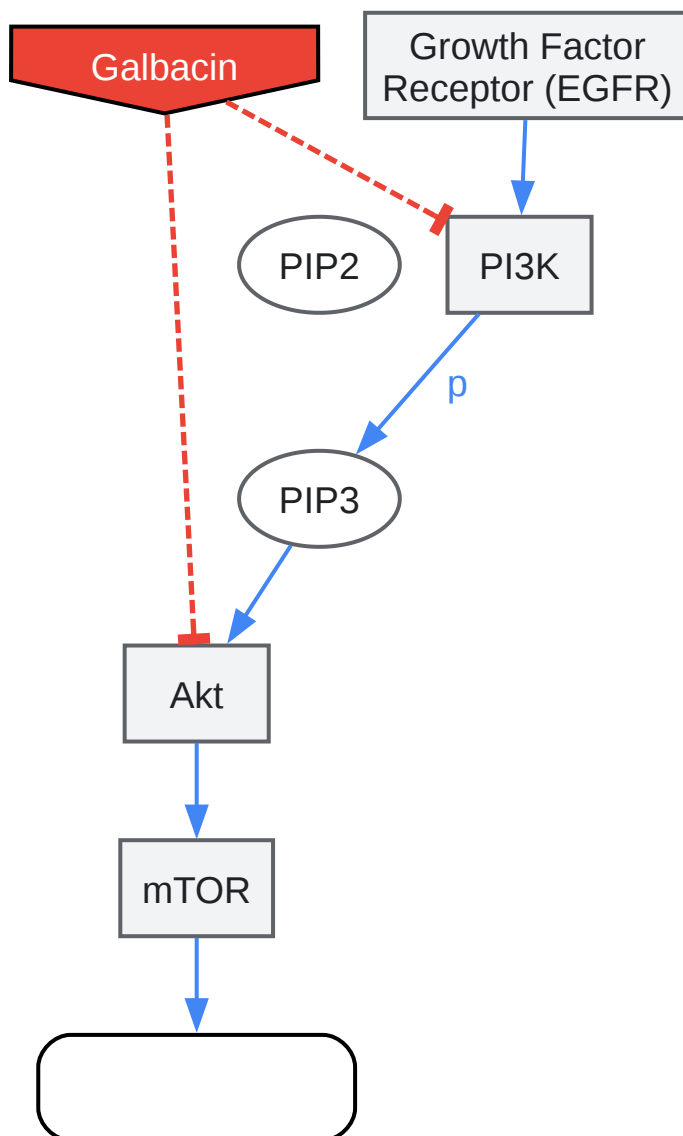 Galbacin
Growth Factor
Receptor (EGFR)
PIP2
PI3K
p
PIP3
Akt
mTOR